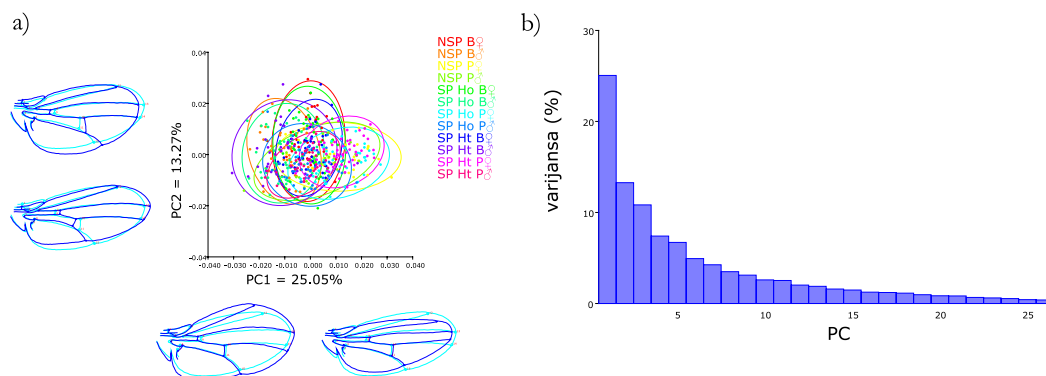 a)
0.04
0.02
0.00
-0.02
-0.04
PC2 = 13.27%
-0.040 -0.030 -0.020 -0.010 0.000 0.010 0.020 0.030 0.040
PC1 = 25.05%
NSP B♀
NSP B♂
NSP P♀
NSP P♂
SP Ho B
SP Ho B
SP Ho P
SP Ho P
SP Ht B
SP Ht B
SP Ht P
SP Ht P
b)
30
20
10
0
varijansa (%)
5 10 15 20 25
PC